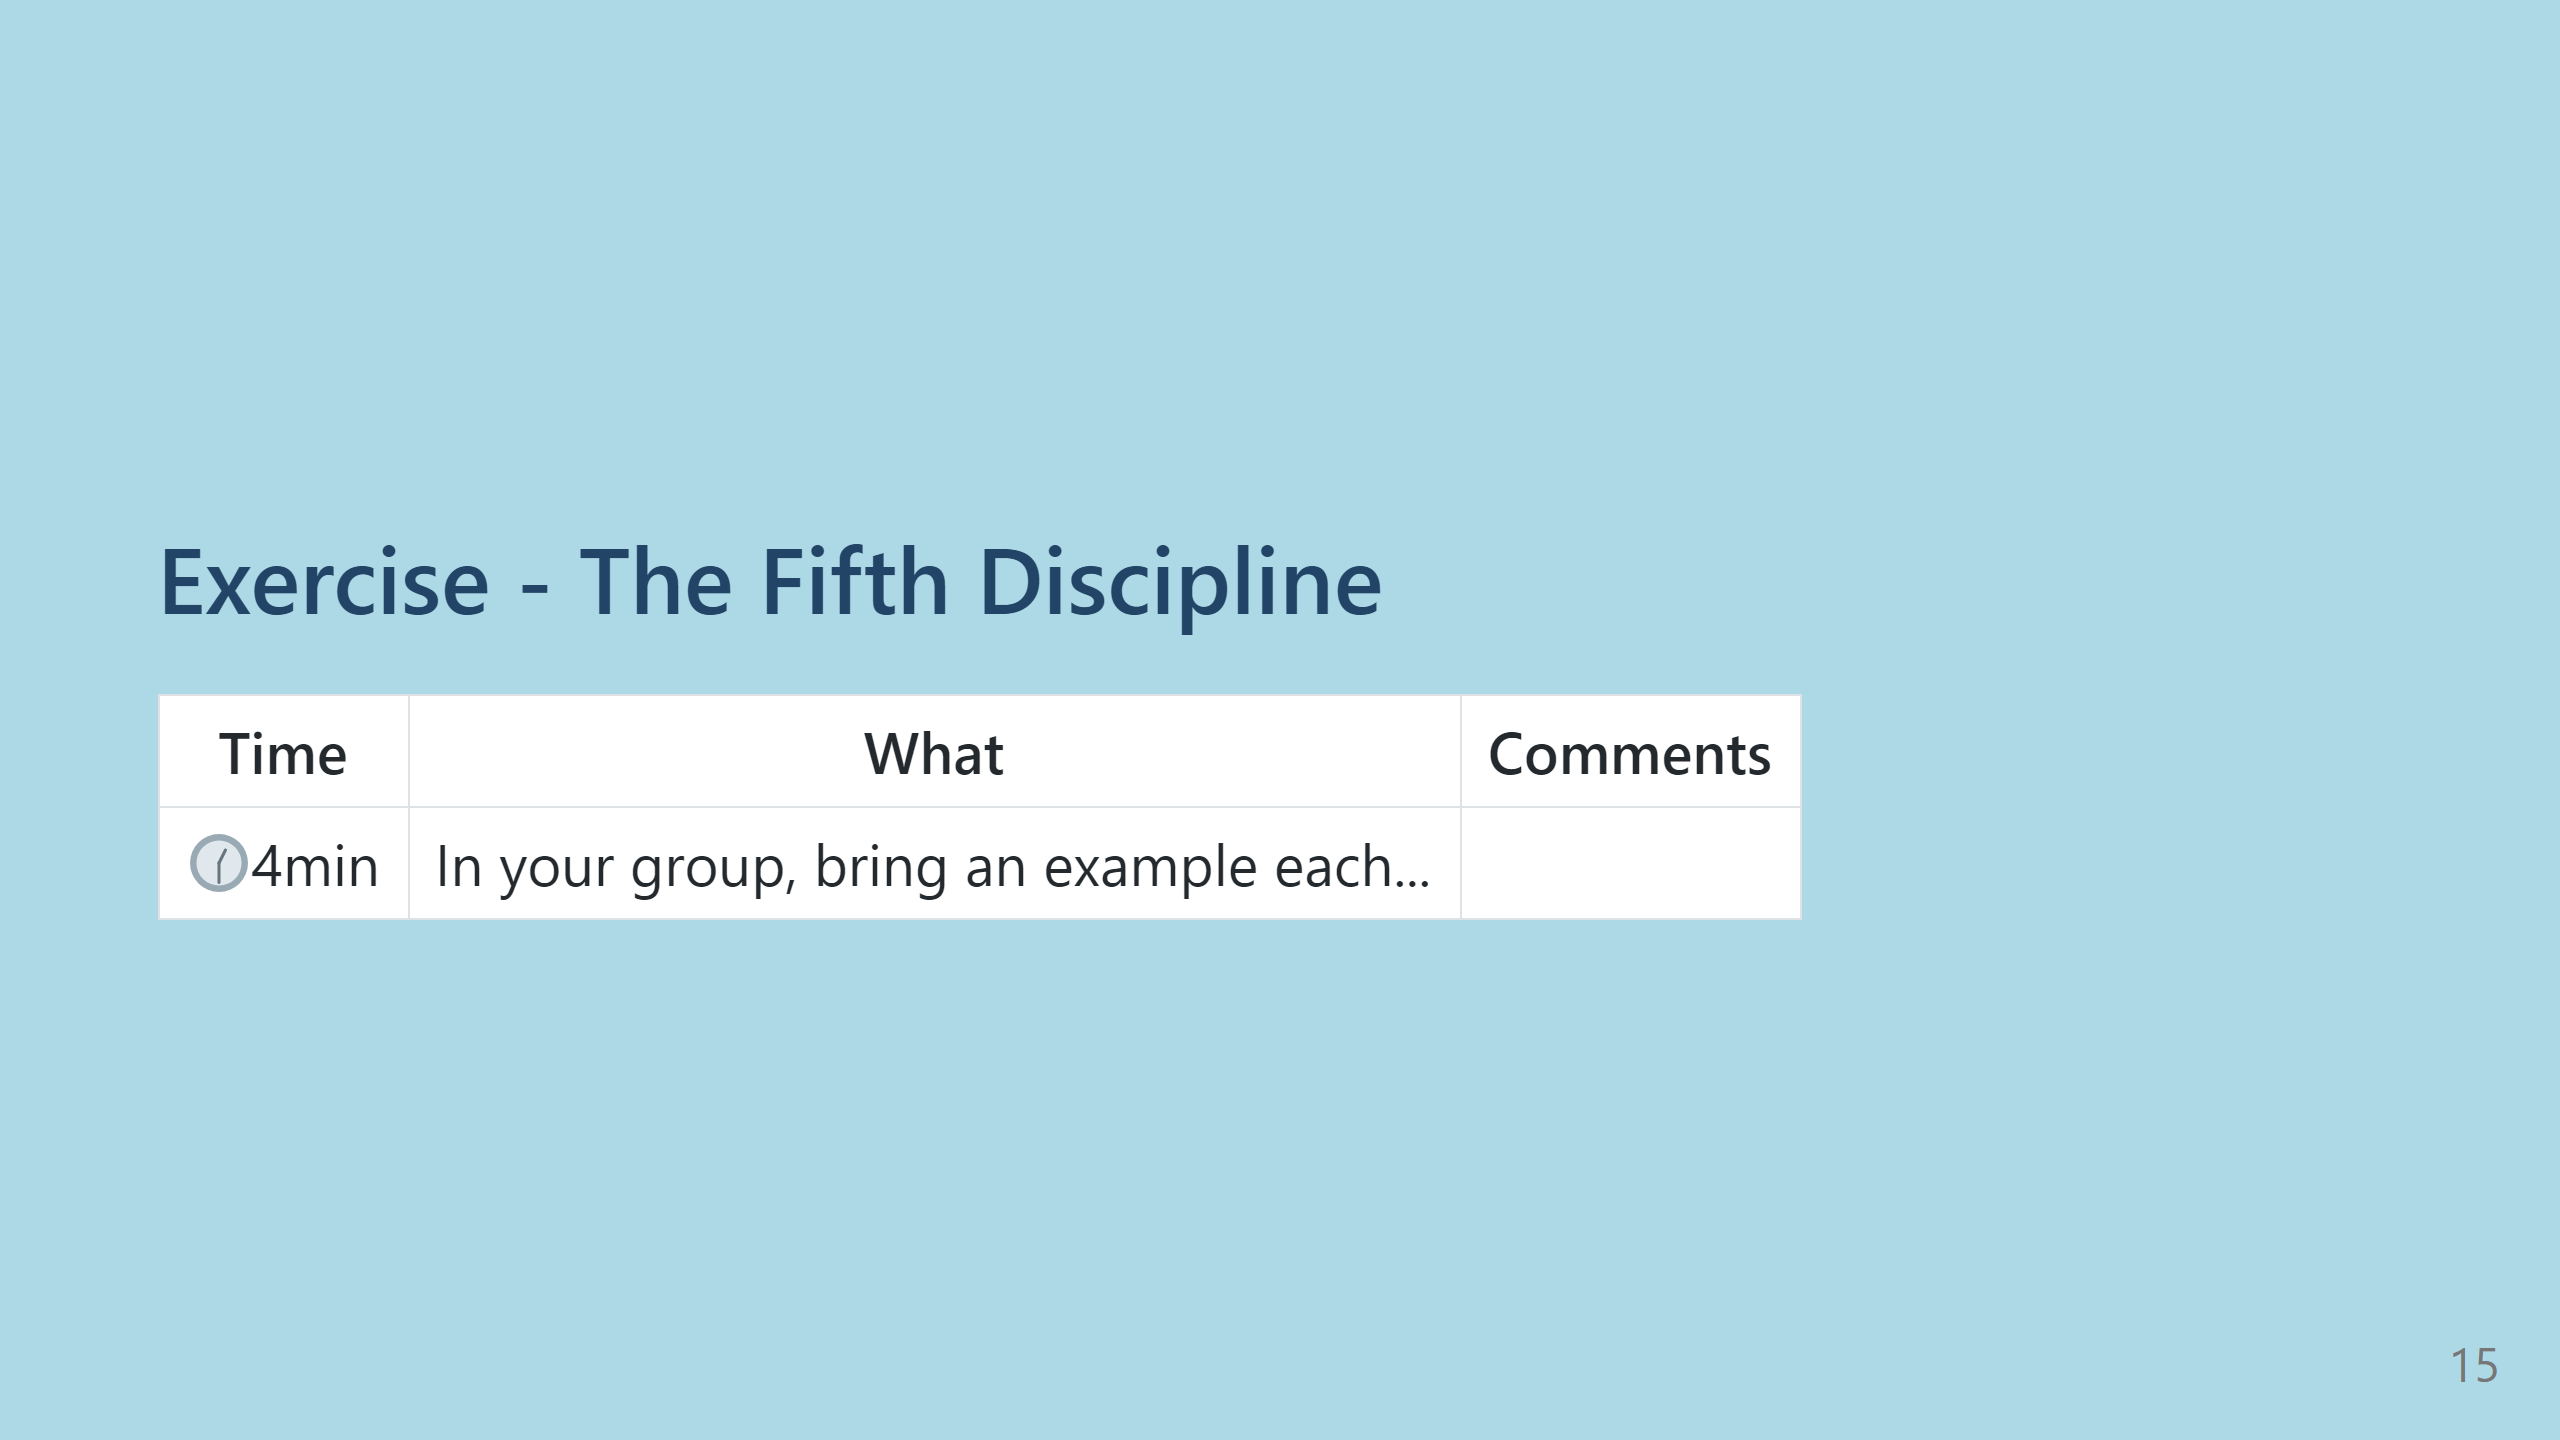 Exercise - The Fifth Discipline
Time What Comments
🕐4min In your group, bring an example each...
15